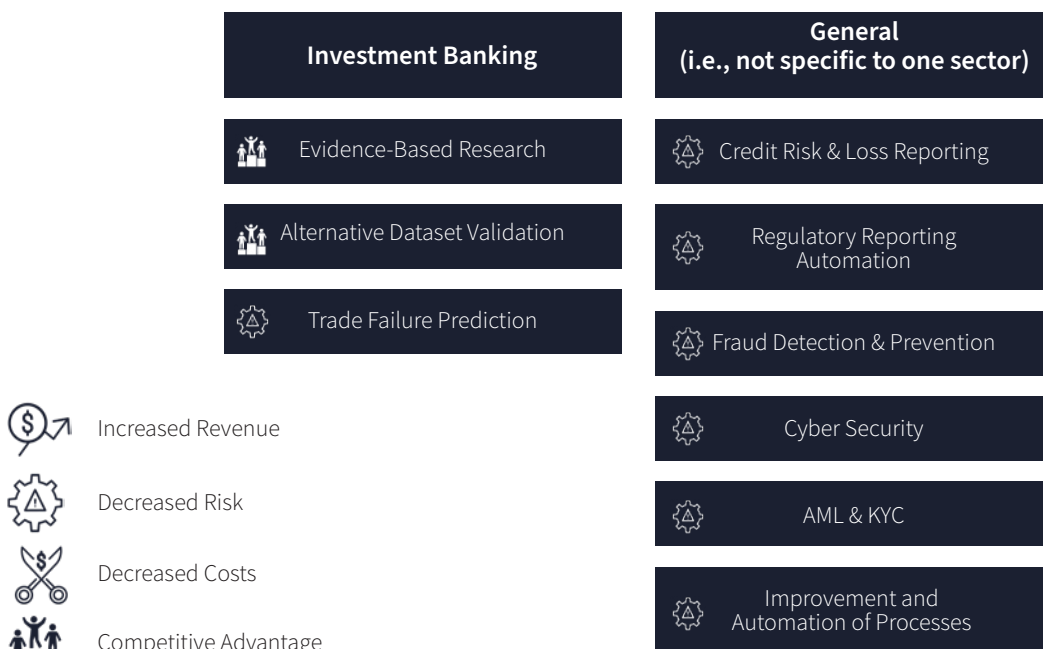 Investment Banking
Evidence-Based Research
Alternative Dataset Validation
Trade Failure Prediction
General
(i.e., not specific to one sector)
Credit Risk & Loss Reporting
Regulatory Reporting
Automation
Fraud Detection & Prevention
Cyber Security
AML & KYC
Improvement and
Automation of Processes
$
Increased Revenue
Decreased Risk
$
Decreased Costs
Competitive Advantage